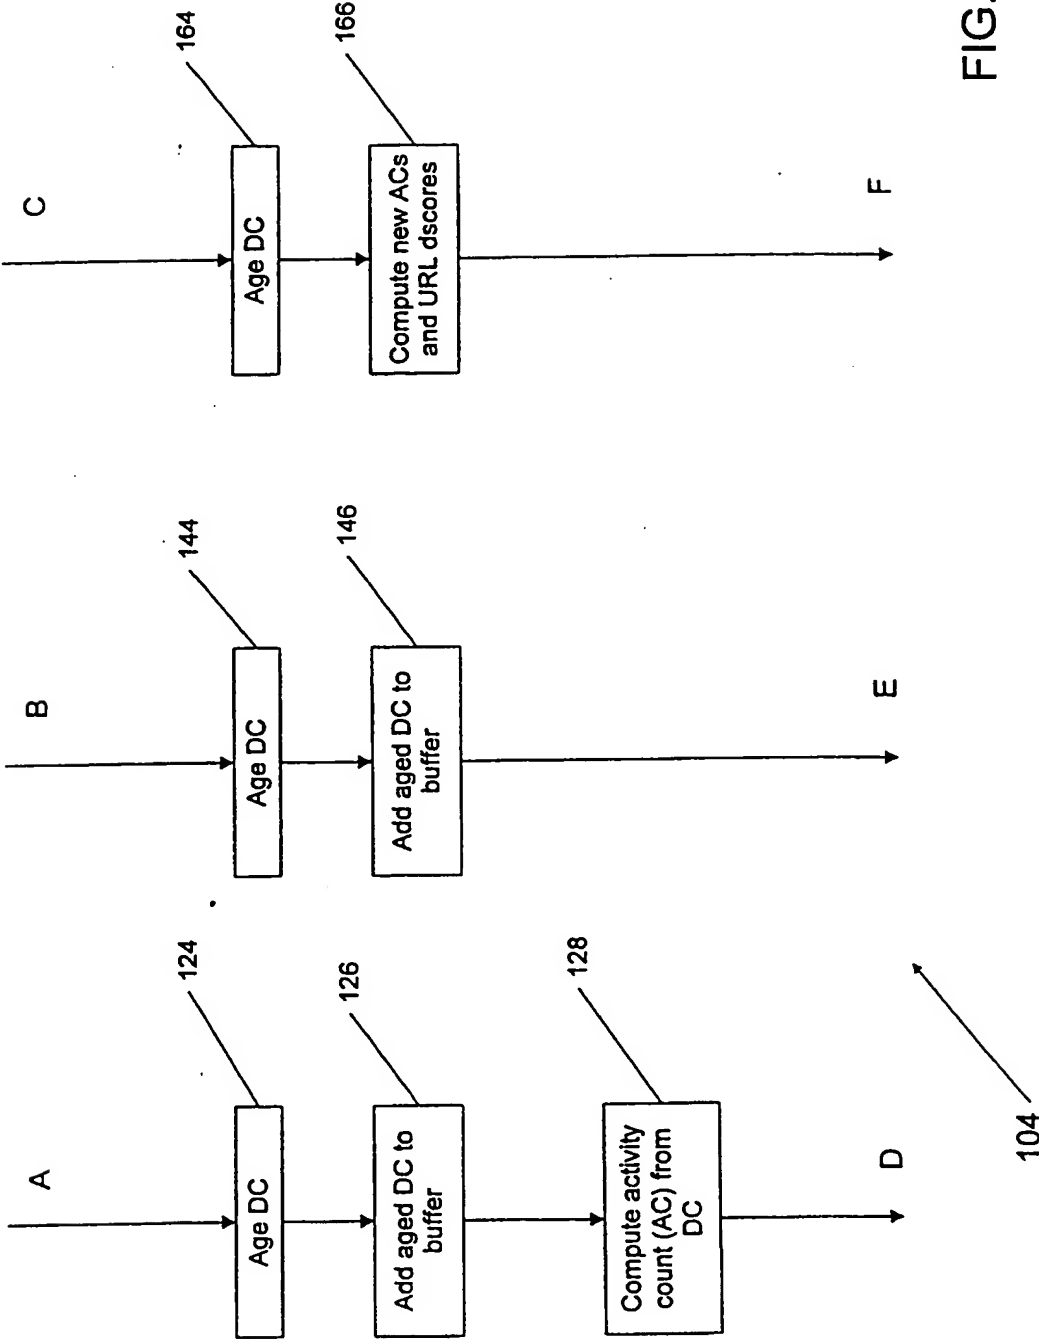 A
Age DC
124
Add aged DC to
buffer
126
Compute activity
count (AC) from
DC
128
D
B
Age DC
144
Add aged DC to
buffer
146
E
C
Age DC
164
Compute new ACs
and URL dscores
166
F
104
FIG.